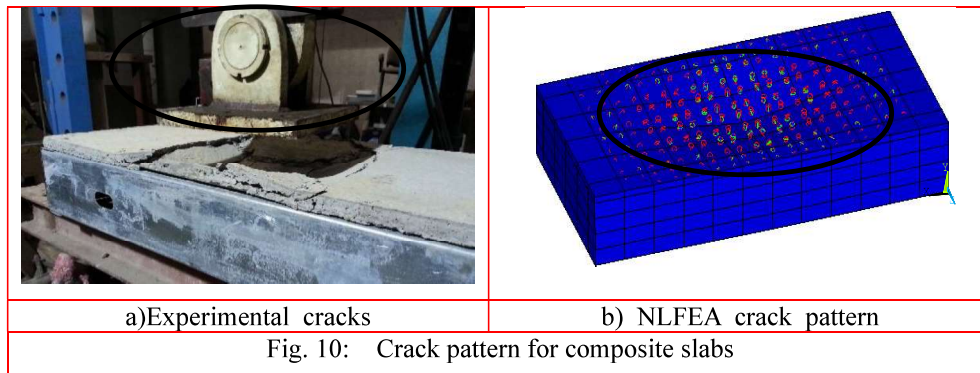 a)Experimental cracks
b) NLFEA crack pattern
Fig. 10: Crack pattern for composite slabs